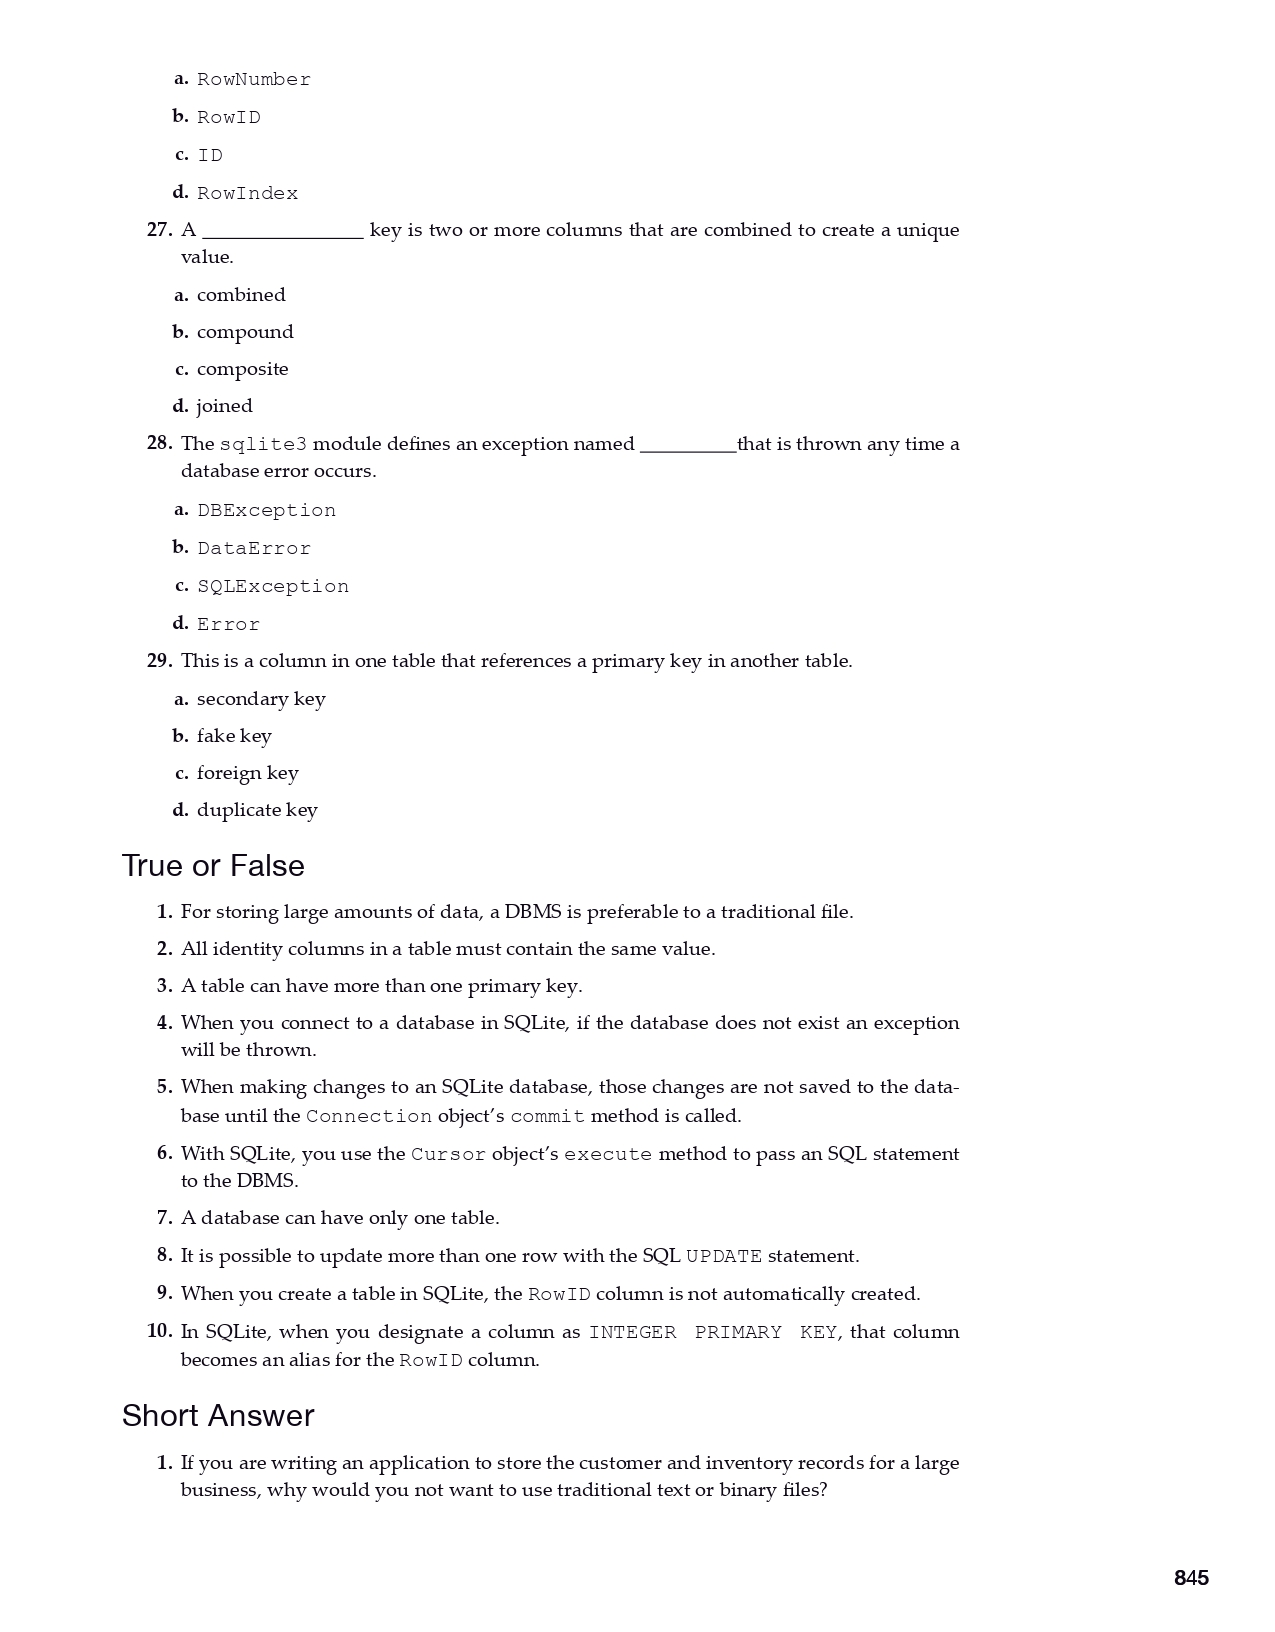 a. RowNumber
b. RowID
c. ID
d. RowIndex
27. A ________________ key is two or more columns that are combined to create a unique
value.
a. combined
b. compound
c. composite
d. joined
28. The sqlite3 module defines an exception named __________that is thrown any time a
database error occurs.
a. DBException
b. DataError
c. SQLException
d. Error
29. This is a column in one table that references a primary key in another table.
a. secondary key
b. fake key
c. foreign key
d. duplicate key
True or False
1. For storing large amounts of data, a DBMS is preferable to a traditional file.
2. All identity columns in a table must contain the same value.
3. A table can have more than one primary key.
4. When you connect to a database in SQLite, if the database does not exist an exception
will be thrown.
5. When making changes to an SQLite database, those changes are not saved to the data-
base until the Connection object’s commit method is called.
6. With SQLite, you use the Cursor object’s execute method to pass an SQL statement
to the DBMS.
7. A database can have only one table.
8. It is possible to update more than one row with the SQL UPDATE statement.
9. When you create a table in SQLite, the RowID column is not automatically created.
10. In SQLite, when you designate a column as INTEGER PRIMARY KEY, that column
becomes an alias for the RowID column.
Short Answer
1. If you are writing an application to store the customer and inventory records for a large
business, why would you not want to use traditional text or binary files?
845